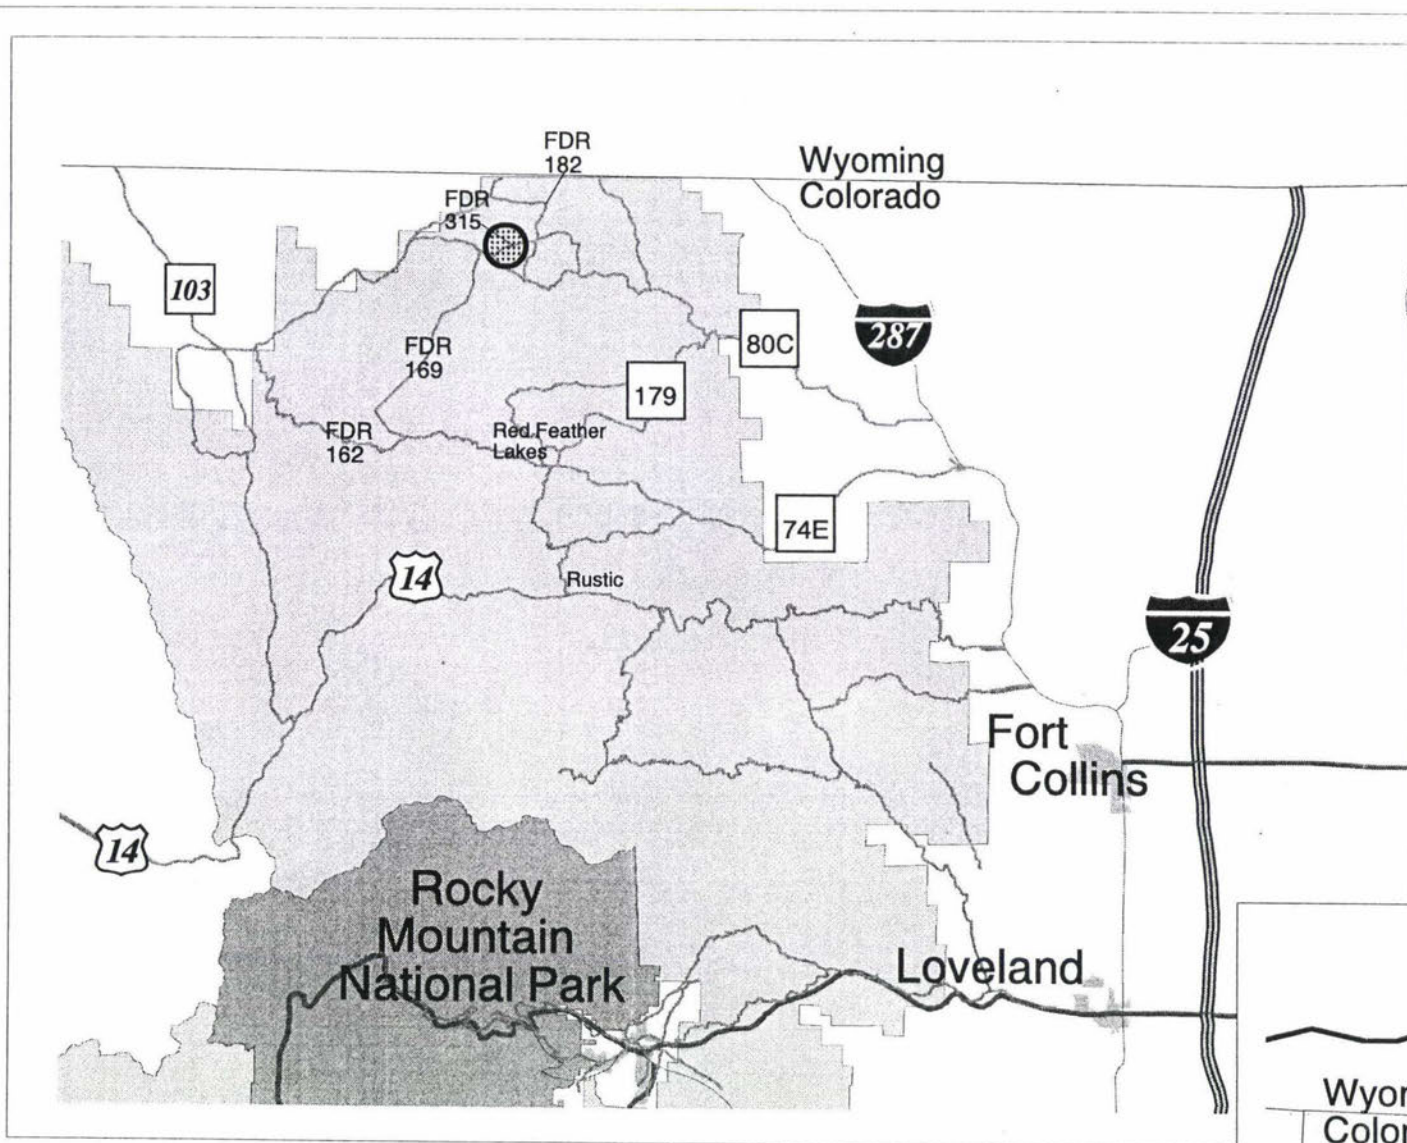 FDR
182
Wyoming
Colorado
FDR
315
103
287
80C
FDR
169
179
FDR
162
Red Feather
Lakes
74E
14
Rustic
25
Fort
Collins
14
Rocky
Mountain
National Park
Loveland